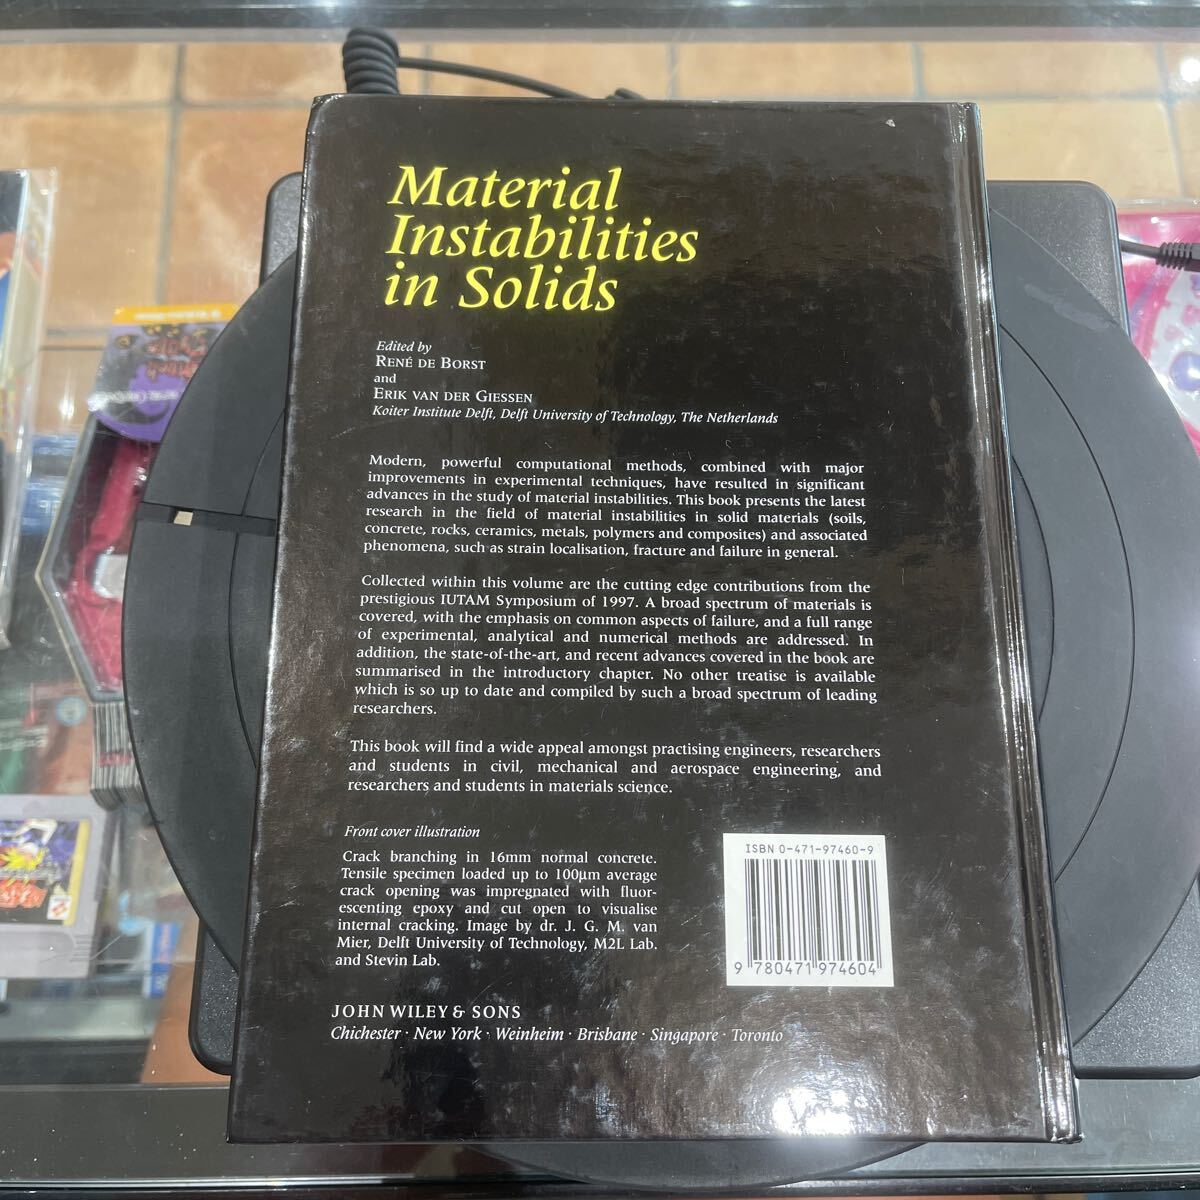 Material
Instabilities
in Solids
Edited by
RENÉ DE BORST
and
ERIK VAN DER GIESSEN
Koiter Institute Delft, Delft University of Technology, The Netherlands
Modern, powerful computational methods, combined with major
improvements in experimental techniques, have resulted in significant
advances in the study of material instabilities. This book presents the latest
research in the field of material instabilities in solid materials (soils,
concrete, rocks, ceramics, metals, polymers and composites) and associated
phenomena, such as strain localisation, fracture and failure in general.
Collected within this volume are the cutting edge contributions from the
prestigious IUTAM Symposium of 1997. A broad spectrum of materials is
covered, with the emphasis on common aspects of failure, and a full range
of experimental, analytical and numerical methods are addressed. In
addition, the state-of-the-art, and recent advances covered in the book are
summarised in the introductory chapter. No other treatise is available
which is so up to date and compiled by such a broad spectrum of leading
researchers.
This book will find a wide appeal amongst practising engineers, researchers
and students in civil, mechanical and aerospace engineering, and
researchers and students in materials science.
Front cover illustration
Crack branching in 16mm normal concrete.
Tensile specimen loaded up to 100μm average
crack opening was impregnated with fluor-
escenting epoxy and cut open to visualise
internal cracking. Image by dr. J. G. M. van
Mier, Delft University of Technology, M2L Lab.
and Stevin Lab.
ISBN 0-471-97460-9
9 780471 974604
JOHN WILEY & SONS
Chichester · New York · Weinheim · Brisbane · Singapore · Toronto